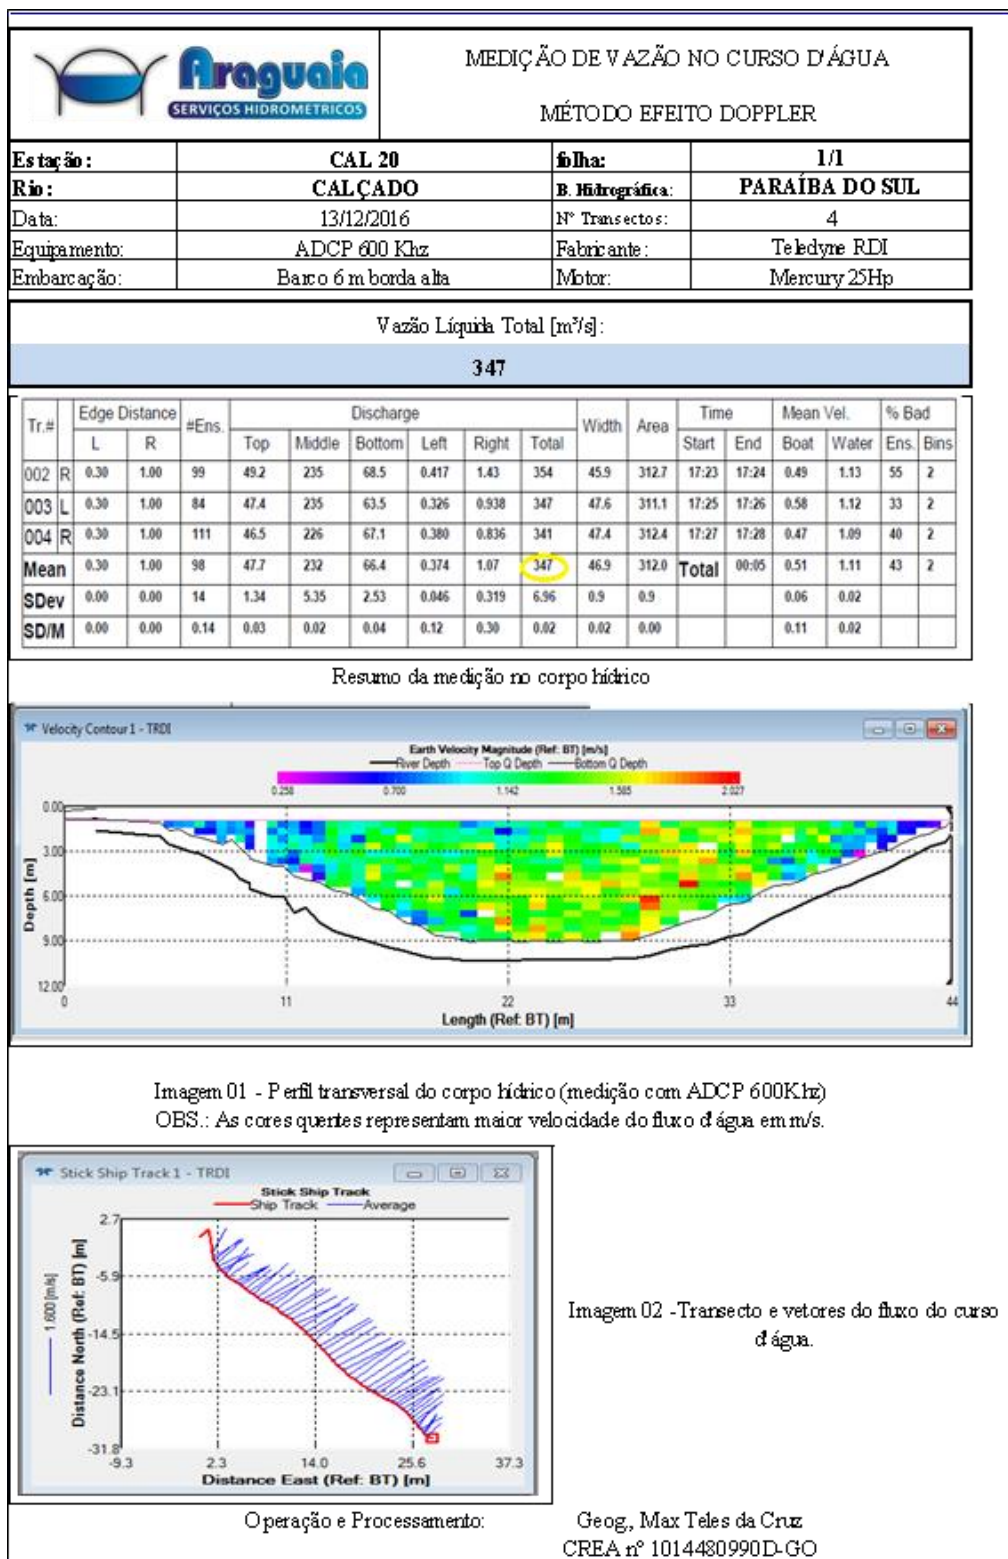 Araguaia
SERVIÇOS HIDROMETRICOS
MEDIÇÃO DE VAZÃO NO CURSO D'ÁGUA
MÉTODO EFEITO DOPPLER
Estação: CAL 20 folha: 1/1
Rio: CALÇADO B. Hidrográfica: PARAÍBA DO SUL
Data: 13/12/2016 Nº Transectos: 4
Equipamento: ADCP 600 Khz Fabricante: Teledyne RDI
Embarcação: Barco 6 m borda alta Motor: Mercury 25Hp
Vazão Líquida Total [m³/s]:
347
Tr.# Edge Distance #Ens. Discharge Width Area Time Mean Vel. % Bad
L R Top Middle Bottom Left Right Total Start End Boat Water Ens. Bins
002 R 0.30 1.00 99 49.2 235 68.5 0.417 1.43 354 45.9 312.7 17:23 17:24 0.49 1.13 55 2
003 L 0.30 1.00 84 47.4 235 63.5 0.326 0.938 347 47.6 311.1 17:25 17:26 0.58 1.12 33 2
004 R 0.30 1.00 111 46.5 226 67.1 0.380 0.836 341 47.4 312.4 17:27 17:28 0.47 1.09 40 2
Mean 0.30 1.00 98 47.7 232 66.4 0.374 1.07 347 46.9 312.0 Total 00:05 0.51 1.11 43 2
SDev 0.00 0.00 14 1.34 5.35 2.53 0.046 0.319 6.96 0.9 0.9 0.06 0.02
SD/M 0.00 0.00 0.14 0.03 0.02 0.04 0.12 0.30 0.02 0.02 0.00 0.11 0.02
Resumo da medição no corpo hídrico
Velocity Contour 1 - TRDI
Earth Velocity Magnitude (Ref: BT) [m/s]
River Depth Top Q Depth Bottom Q Depth
0.258 0.700 1.142 1.585 2.027
0.00
3.00
6.00
9.00
12.00
Depth [m]
0 11 22 33 44
Length (Ref: BT) [m]
Imagem 01 - Perfil transversal do corpo hídrico (medição com ADCP 600Khz)
OBS.: As cores quentes representam maior velocidade do fluxo d'água em m/s.
Stick Ship Track 1 - TRDI
Stick Ship Track
Ship Track Average
2.7
-5.9
-14.5
-23.1
-31.8
1.600 [m/s]
Distance North (Ref: BT) [m]
-9.3 2.3 14.0 25.6 37.3
Distance East (Ref: BT) [m]
Imagem 02 -Transecto e vetores do fluxo do curso
d'água.
Operação e Processamento: Geog., Max Teles da Cruz
CREA nº 1014480990D-GO